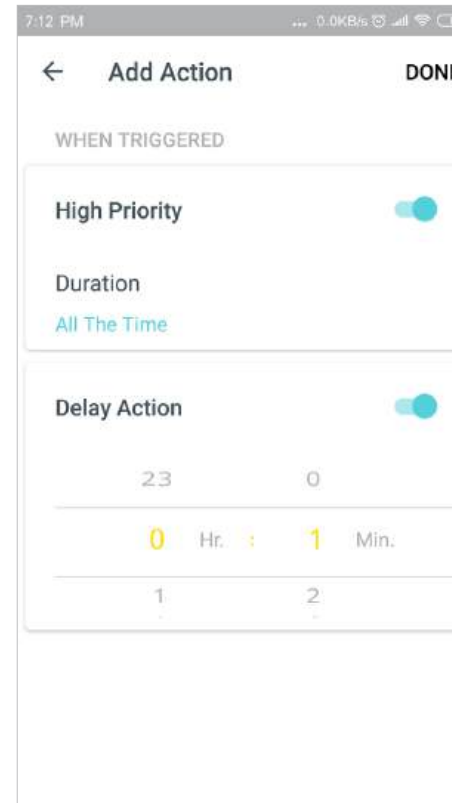 7:12 PM ... 0.0KB/s
Add Action DON
WHEN TRIGGERED
High Priority
Duration
All The Time
Delay Action
23 0
0 Hr. : 1 Min.
1 2